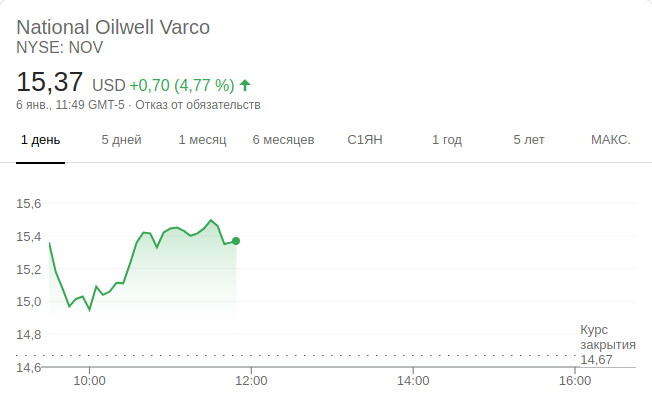 National Oilwell Varco
NYSE: NOV
15,37 USD +0,70 (4,77 %)
6 янв., 11:49 GMT-5 · Отказ от обязательств
1 день 5 дней 1 месяц 6 месяцев С1ЯН 1 год 5 лет МАКС.
15,6
15,4
15,2
15,0
14,8
14,6
Курс
закрытия
14,67
10:00 12:00 14:00 16:00